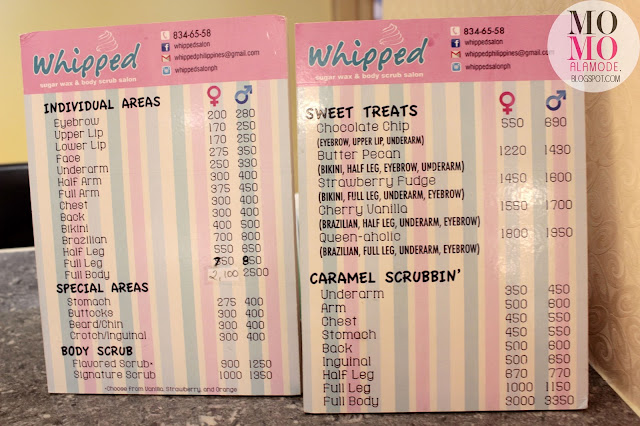 Whipped
sugar wax & body scrub salon
834-65-58
whippedsalon
whippedphilippines@gmail.com
whippedsalonph
INDIVIDUAL AREAS
Eyebrow 200 280
Upper Lip 170 250
Lower Lip 170 250
Face 275 350
Underarm 250 330
Half Arm 300 400
Full Arm 375 450
Chest 300 400
Back 300 400
Bikini 400 500
Brazilian 700 800
Half Leg 550 650
Full Leg 750 850
Full Body 2,100 2500
SPECIAL AREAS
Stomach 275 400
Buttocks 300 400
Beard/Chin 300 400
Crotch/Inguinal 300 400
BODY SCRUB
Flavored Scrub* 900 1250
Signature Scrub 1000 1350
*Choose from Vanilla, Strawberry, and Orange
Whipped
sugar wax & body scrub salon
834-65-58
whippedsalon
whippedphilippines@gmail.com
whippedsalonph
SWEET TREATS
Chocolate Chip 550 690
(EYEBROW, UPPER LIP, UNDERARM)
Butter Pecan 1220 1430
(BIKINI, HALF LEG, UNDERARM, EYEBROW)
Strawberry Fudge 1450 1600
(BIKINI, FULL LEG, UNDERARM, EYEBROW)
Cherry Vanilla 1550 1700
(BRAZILIAN, HALF LEG, UNDERARM, EYEBROW)
Queen-aholic 1800 1950
(BRAZILIAN, FULL LEG, UNDERARM, EYEBROW)
CARAMEL SCRUBBIN'
Underarm 350 450
Arm 500 600
Chest 450 550
Stomach 450 550
Back 500 600
Inguinal 500 650
Half Leg 670 770
Full Leg 1000 1150
Full Body 3000 3350
MO
MO
ALAMODE.
BLOGSPOT.COM